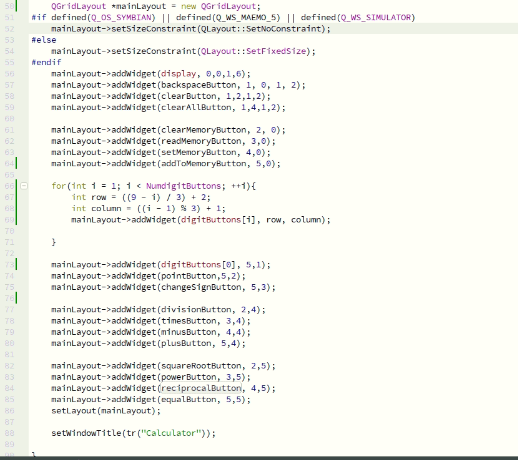 50 QGridLayout *mainLayout = new QGridLayout;
51 #if defined(Q_OS_SYMBIAN) || defined(Q_WS_MAEMO_5) || defined(Q_WS_SIMULATOR)
52 mainLayout->setSizeConstraint(QLayout::SetNoConstraint);
53 #else
54 mainLayout->setSizeConstraint(QLayout::SetFixedSize);
55 #endif
56 mainLayout->addWidget(display, 0,0,1,6);
57 mainLayout->addWidget(backspaceButton, 1, 0, 1, 2);
58 mainLayout->addWidget(clearButton, 1,2,1,2);
59 mainLayout->addWidget(clearAllButton, 1,4,1,2);
60
61 mainLayout->addWidget(clearMemoryButton, 2, 0);
62 mainLayout->addWidget(readMemoryButton, 3,0);
63 mainLayout->addWidget(setMemoryButton, 4,0);
64 mainLayout->addWidget(addToMemoryButton, 5,0);
65
66 for(int i = 1; i < NumdigitButtons; ++i){
67 int row = ((9 - i) / 3) + 2;
68 int column = ((i - 1) % 3) + 1;
69 mainLayout->addWidget(digitButtons[i], row, column);
70
71 }
72
73 mainLayout->addWidget(digitButtons[0], 5,1);
74 mainLayout->addWidget(pointButton,5,2);
75 mainLayout->addWidget(changeSignButton, 5,3);
76
77 mainLayout->addWidget(divisionButton, 2,4);
78 mainLayout->addWidget(timesButton, 3,4);
79 mainLayout->addWidget(minusButton, 4,4);
80 mainLayout->addWidget(plusButton, 5,4);
81
82 mainLayout->addWidget(squareRootButton, 2,5);
83 mainLayout->addWidget(powerButton, 3,5);
84 mainLayout->addWidget(reciprocalButton, 4,5);
85 mainLayout->addWidget(equalButton, 5,5);
86 setLayout(mainLayout);
87
88 setWindowTitle(tr("Calculator"));
89
90 }